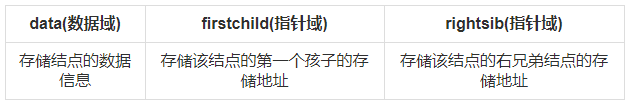 data(数据域) firstchild(指针域) rightsib(指针域)
存储结点的数据 存储该结点的第一个孩子的存 存储该结点的右兄弟结点的存
信息 储地址 储地址